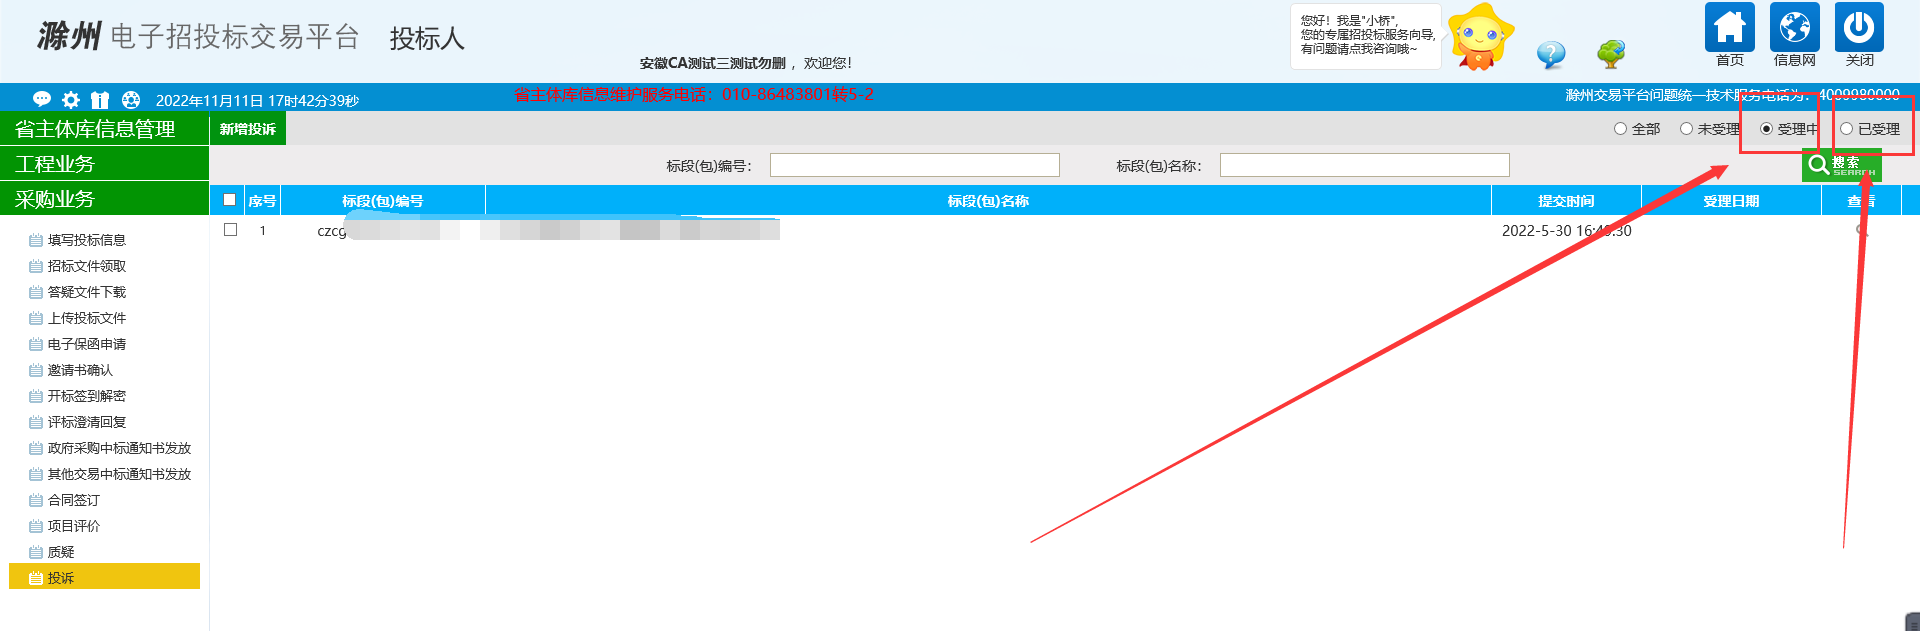 滁州 电子招投标交易平台 投标人
安徽CA测试三测试勿删 ，欢迎您！
您好！我是"小桥",
您的专属招投标服务向导,
有问题请点我咨询哦~
首页 信息网 关闭
2022年11月11日 17时42分39秒
省主体库信息维护服务电话：010-86483801转5-2
滁州交易平台问题统一技术服务电话为：4009980000
省主体库信息管理
工程业务
采购业务
填写投标信息
招标文件领取
答疑文件下载
上传投标文件
电子保函申请
邀请书确认
开标签到解密
评标澄清回复
政府采购中标通知书发放
其他交易中标通知书发放
合同签订
项目评价
质疑
投诉
新增投诉
全部 未受理 受理中 已受理
标段(包)编号： 标段(包)名称： 搜索
SEARCH
序号 标段(包)编号 标段(包)名称 提交时间 受理日期 查看
1 czcg 2022-5-30 16:4 :30